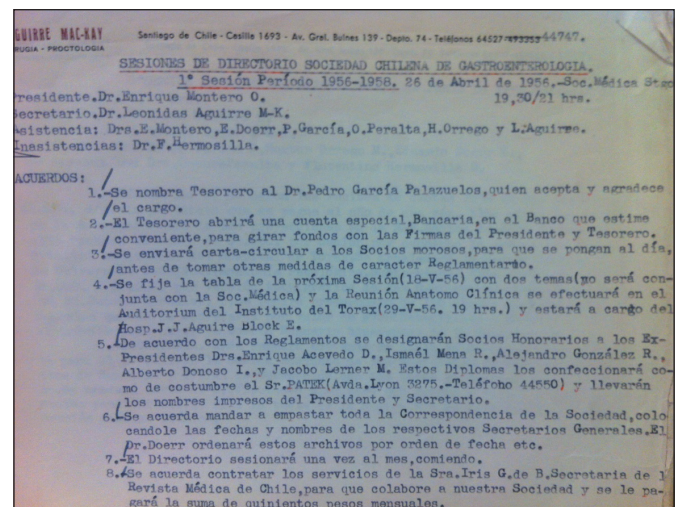 GUIRRE MAC-KAY
RUGIA - PROCTOLOGIA
Santiago de Chile - Casilla 1693 - Av. Gral. Bulnes 139 - Depto. 74 - Teléfonos 64527-493353 44747.
SESIONES DE DIRECTORIO SOCIEDAD CHILENA DE GASTROENTEROLOGIA.
1° Sesión Período 1956-1958. 26 de Abril de 1956.-Soc.Médica Stgo
residente.Dr.Enrique Montero O. 19,30/21 hrs.
ecretario.Dr.Leonidas Aguirre M-K.
sistencia: Drs.E.Montero,E.Doerr,P.García,O.Peralta,H.Orrego y L.Aguirre.
Inasistencias: Dr.F.Hermosilla.
ACUERDOS:
1.-Se nombra Tesorero al Dr.Pedro García Palazuelos,quien acepta y agradece
el cargo.
2.-El Tesorero abrirá una cuenta especial,Bancaria,en el Banco que estime
conveniente,para girar fondos con las Firmas del Presidente y Tesorero.
3.-Se enviará carta-circular a los Socios morosos,para que se pongan al día,
antes de tomar otras medidas de caracter Reglamentario.
4.-Se fija la tabla de la próxima Sesión(18-V-56) con dos temas(no será con-
junta con la Soc.Médica) y la Reunión Anatomo Clínica se efectuará en el
Auditorium del Instituto del Torax(29-V-56. 19 hrs.) y estará a cargo del
Hosp.J.J.Aguire Block E.
5.-De acuerdo con los Reglamentos se designarán Socios Honorarios a los Ex-
Presidentes Drs.Enrique Acevedo D.,Ismaél Mena R.,Alejandro González R.,
Alberto Donoso I.,y Jacobo Lerner M. Estos Diplomas los confeccionará co-
mo de costumbre el Sr.PATEK(Avda.Lyon 3275.-Teléfoho 44550) y llevarán
los nombres impresos del Presidente y Secretario.
6.-Se acuerda mandar a empastar toda la Correspondencia de la Sociedad,colo
candole las fechas y nombres de los respectivos Secretarios Generales.El
Dr.Doerr ordenará estos archivos por orden de fecha etc.
7.-El Directorio sesionará una vez al mes,comiendo.
8.-Se acuerda contratar los servicios de la Sra.Iris G.de B,Secretaria de l
Revista Médica de Chile,para que colabore a nuestra Sociedad y se le pa-
gará la suma de quinientos pesos mensuales.